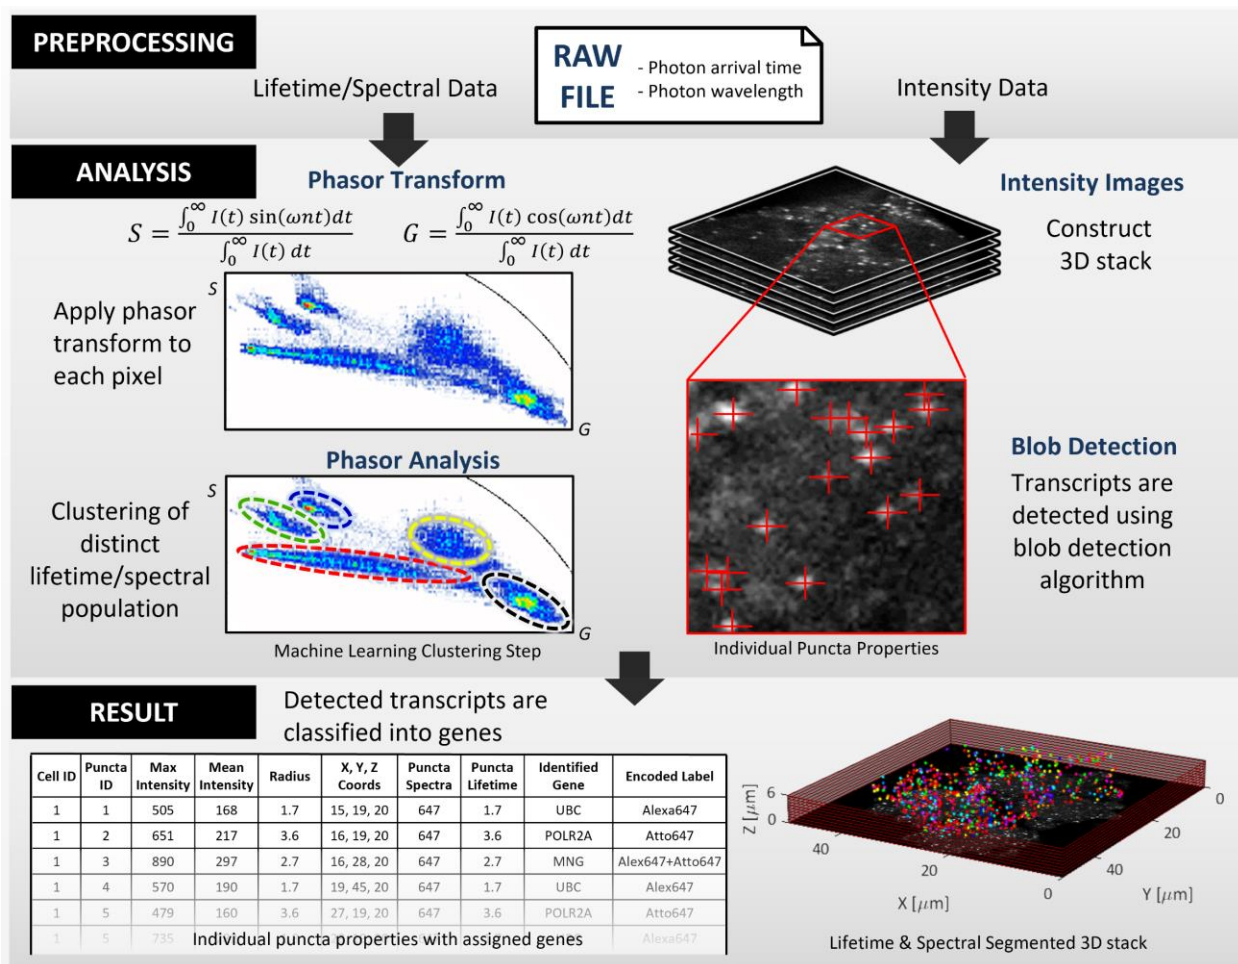 PREPROCESSING
Lifetime/Spectral Data
RAW
FILE
- Photon arrival time
- Photon wavelength
Intensity Data
ANALYSIS
Phasor Transform
S = ∫₀^∞ I(t) sin(ωnt)dt / ∫₀^∞ I(t) dt
G = ∫₀^∞ I(t) cos(ωnt)dt / ∫₀^∞ I(t) dt
Apply phasor
transform to
each pixel
S
G
Phasor Analysis
Clustering of
distinct
lifetime/spectral
population
S
G
Machine Learning Clustering Step
Intensity Images
Construct
3D stack
Blob Detection
Transcripts are
detected using
blob detection
algorithm
Individual Puncta Properties
RESULT
Detected transcripts are
classified into genes
Cell ID Puncta ID Max Intensity Mean Intensity Radius X, Y, Z Coords Puncta Spectra Puncta Lifetime Identified Gene Encoded Label
1 1 505 168 1.7 15, 19, 20 647 1.7 UBC Alexa647
1 2 651 217 3.6 16, 19, 20 647 3.6 POLR2A Atto647
1 3 890 297 2.7 16, 28, 20 647 2.7 MNG Alex647+Atto647
1 4 570 190 1.7 19, 45, 20 647 1.7 UBC Alex647
1 5 479 160 3.6 27, 19, 20 647 3.6 POLR2A Atto647
1 5 735 Alexa647
Individual puncta properties with assigned genes
Z [μm]
6
0
40
20
0
X [μm]
40
20
0
Y [μm]
Lifetime & Spectral Segmented 3D stack